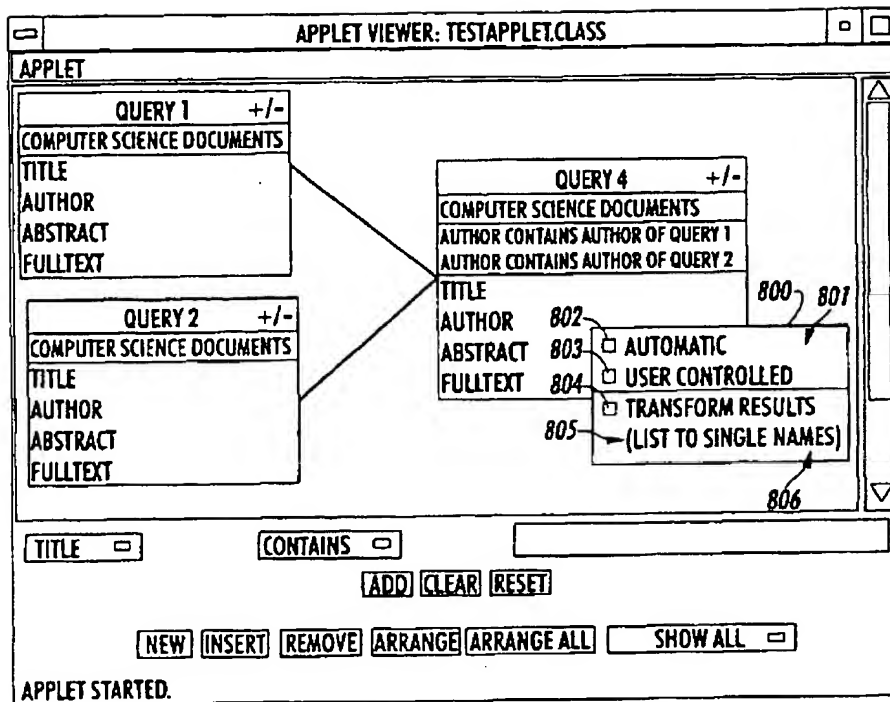 APPLET VIEWER: TESTAPPLET.CLASS
APPLET
QUERY 1 +/-
COMPUTER SCIENCE DOCUMENTS
TITLE
AUTHOR
ABSTRACT
FULLTEXT
QUERY 2 +/-
COMPUTER SCIENCE DOCUMENTS
TITLE
AUTHOR
ABSTRACT
FULLTEXT
QUERY 4 +/-
COMPUTER SCIENCE DOCUMENTS
AUTHOR CONTAINS AUTHOR OF QUERY 1
AUTHOR CONTAINS AUTHOR OF QUERY 2
TITLE
AUTHOR
ABSTRACT
FULLTEXT
800
801
802
AUTOMATIC
803
USER CONTROLLED
804
TRANSFORM RESULTS
805
(LIST TO SINGLE NAMES)
806
TITLE
CONTAINS
ADD CLEAR RESET
NEW INSERT REMOVE ARRANGE ARRANGE ALL SHOW ALL
APPLET STARTED.